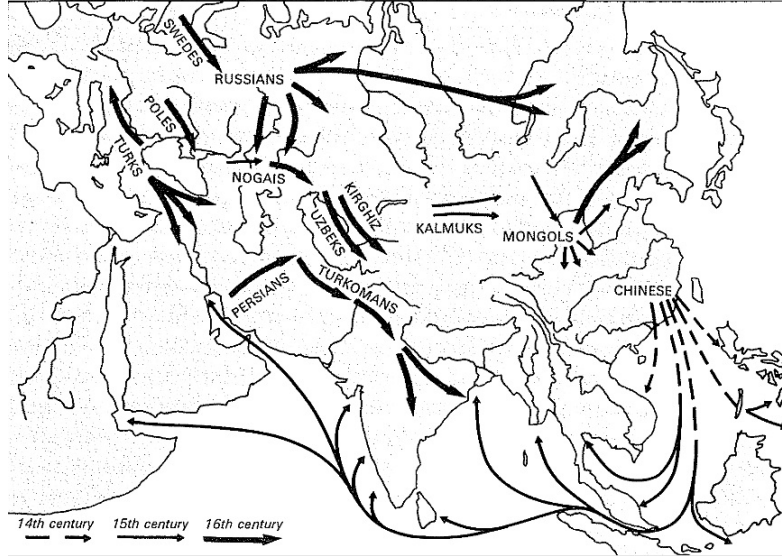 SWEDES
RUSSIANS
POLES
TURKS
NOGAIS
KIRGHIZ
UZBEKS
KALMUKS
MONGOLS
PERSIANS
TURKOMANS
CHINESE
14th century 15th century 16th century